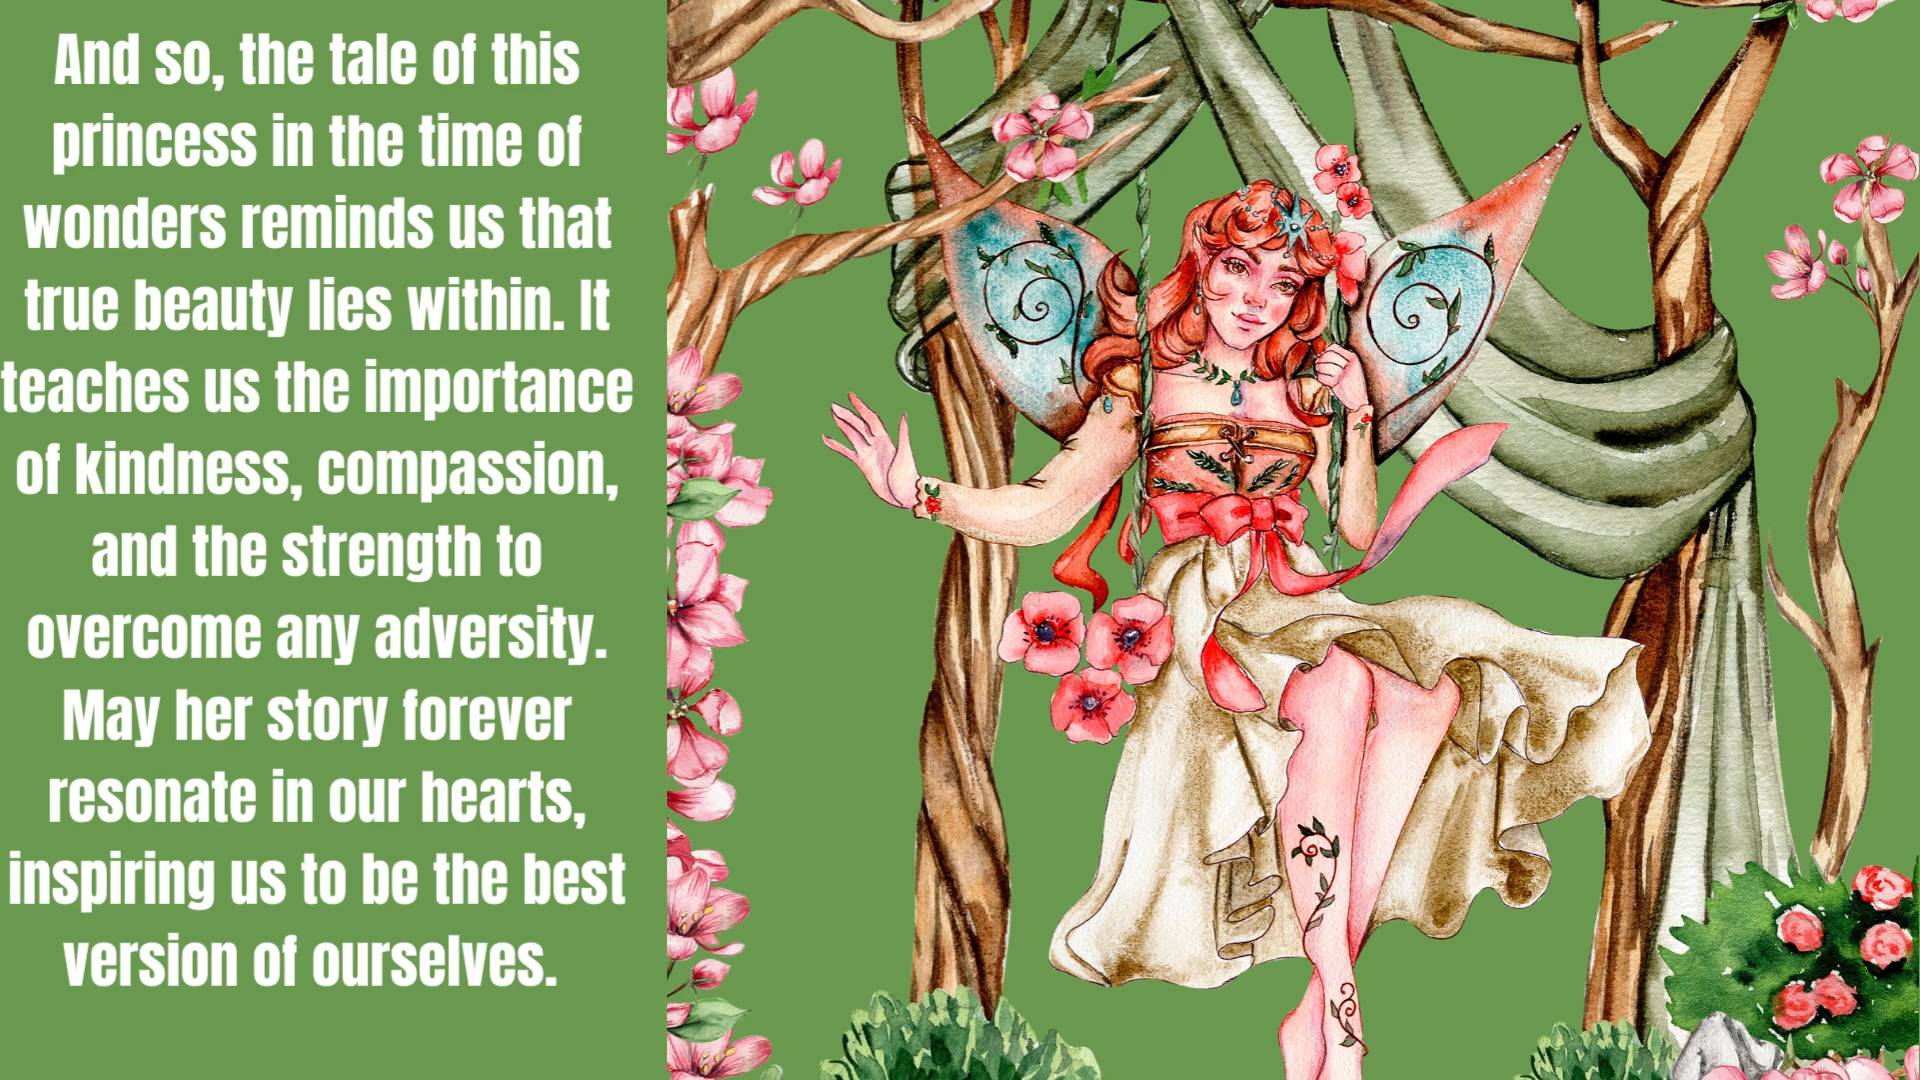 And so, the tale of this
princess in the time of
wonders reminds us that
true beauty lies within. It
teaches us the importance
of kindness, compassion,
and the strength to
overcome any adversity.
May her story forever
resonate in our hearts,
inspiring us to be the best
version of ourselves.